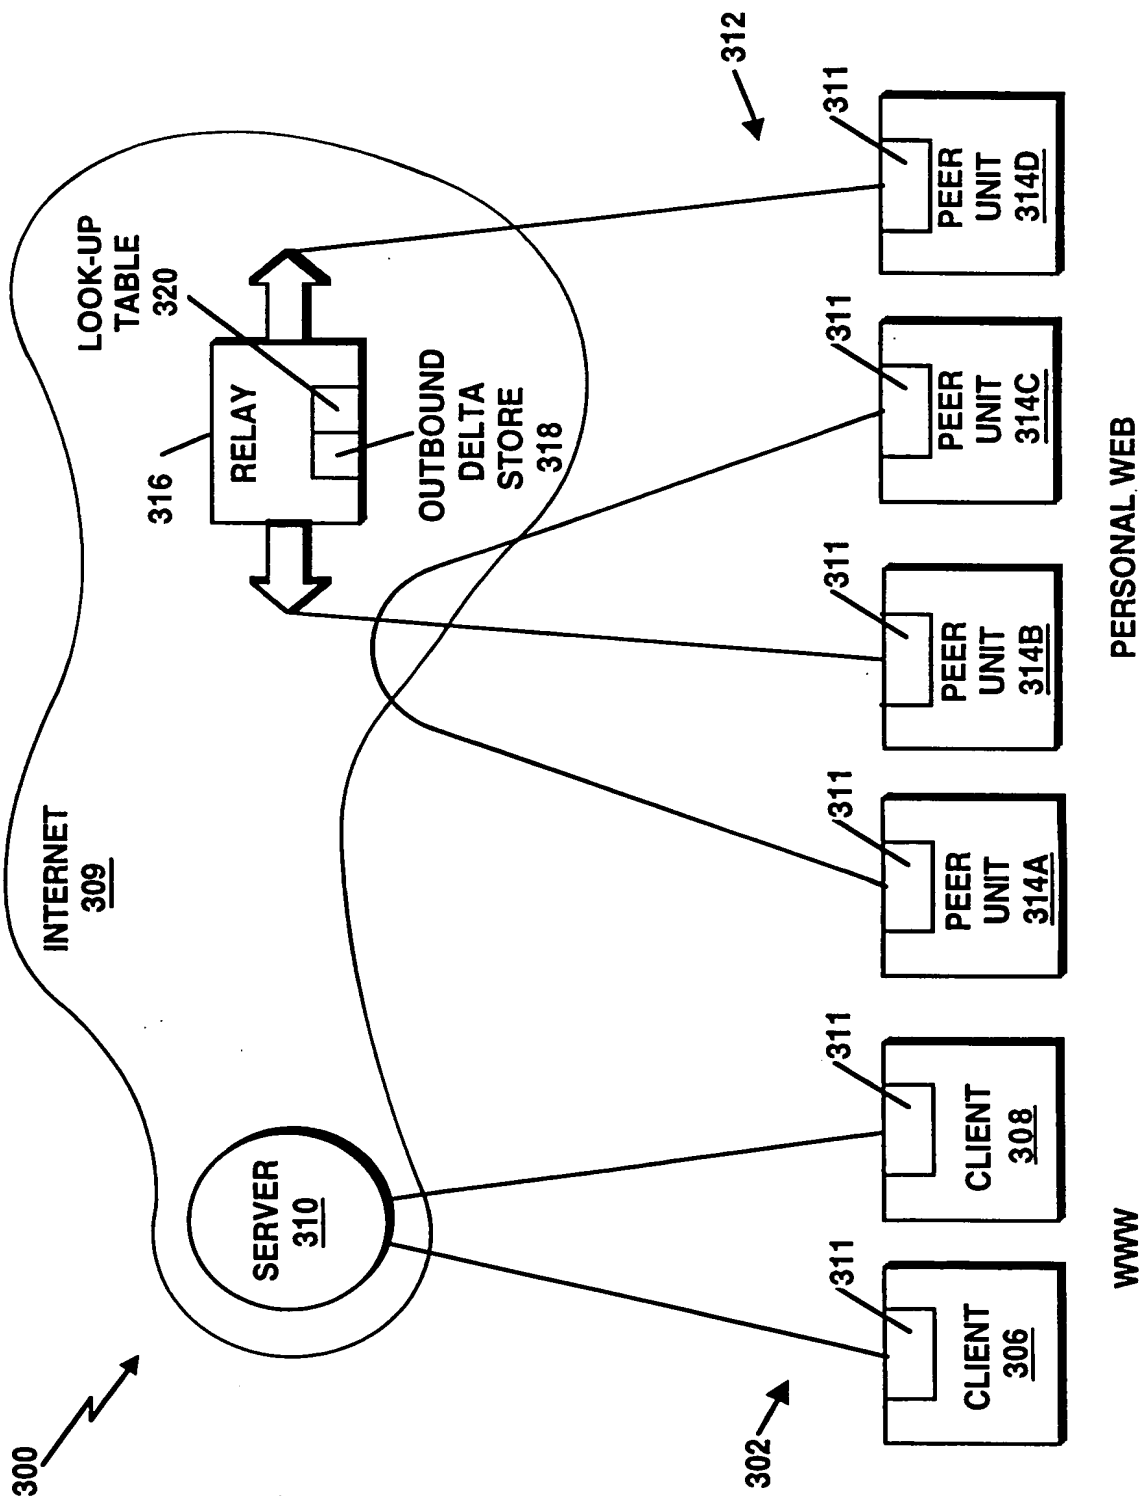 300
INTERNET
309
SERVER
310
LOOK-UP
TABLE
320
316
RELAY
OUTBOUND
DELTA
STORE
318
302
312
311
311
311
311
311
311
CLIENT
306
CLIENT
308
PEER
UNIT
314A
PEER
UNIT
314B
PEER
UNIT
314C
PEER
UNIT
314D
WWW
PERSONAL WEB